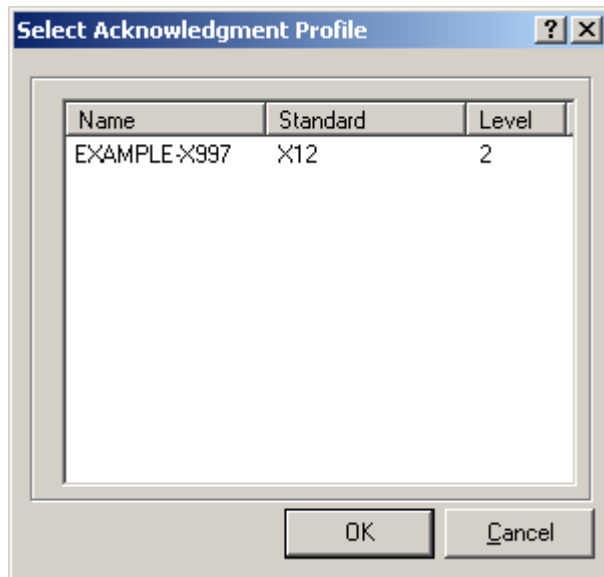 Select Acknowledgment Profile
Name Standard Level
EXAMPLE-X997 X12 2
OK Cancel